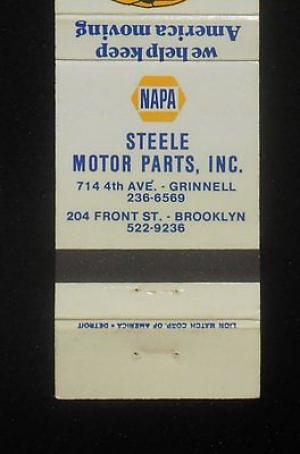 we help keep
America moving
NAPA
STEELE
MOTOR PARTS, INC.
714 4th AVE. - GRINNELL
236-6569
204 FRONT ST. - BROOKLYN
522-9236
LION MATCH CORP. OF AMERICA • DETROIT